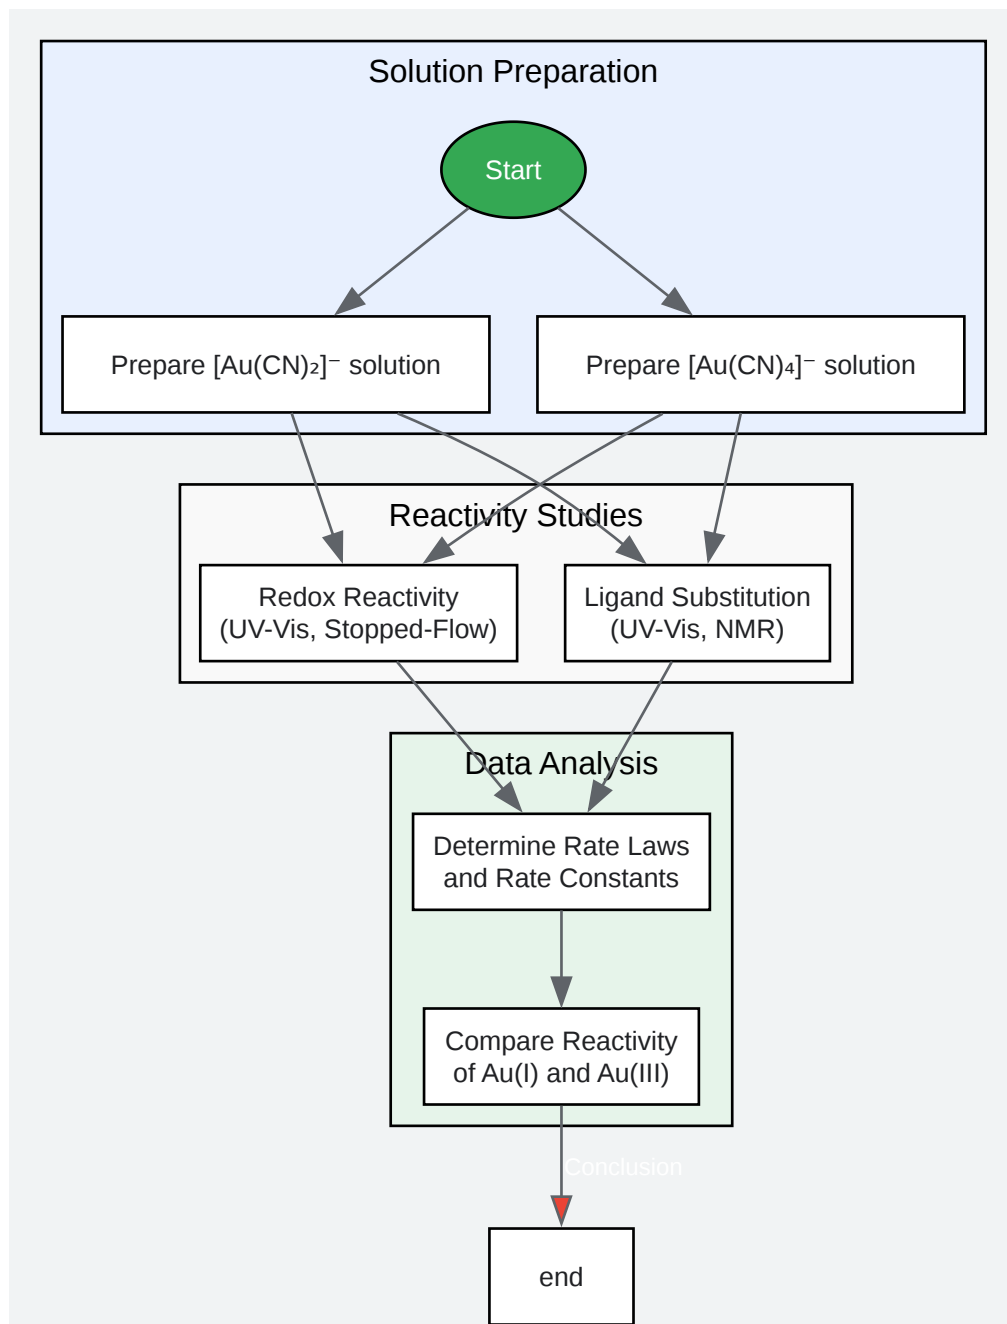 Solution Preparation
Start
Prepare [Au(CN)₂]⁻ solution
Prepare [Au(CN)₄]⁻ solution
Reactivity Studies
Redox Reactivity
(UV-Vis, Stopped-Flow)
Ligand Substitution
(UV-Vis, NMR)
Data Analysis
Determine Rate Laws
and Rate Constants
Compare Reactivity
of Au(I) and Au(III)
Conclusion
end